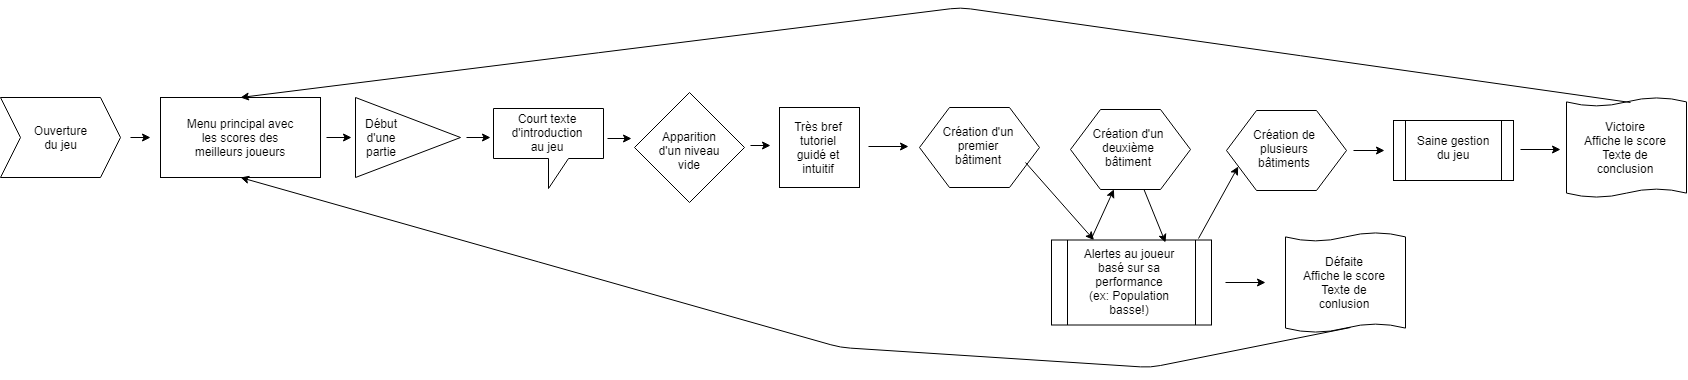 Ouverture
du jeu
Menu principal avec
les scores des
meilleurs joueurs
Début
d'une
partie
Court texte
d'introduction
au jeu
Apparition
d'un niveau
vide
Très bref
tutoriel
guidé et
intuitif
Création d'un
premier
bâtiment
Création d'un
deuxième
bâtiment
Création de
plusieurs
bâtiments
Saine gestion
du jeu
Victoire
Affiche le score
Texte de
conclusion
Alertes au joueur
basé sur sa
performance
(ex: Population
basse!)
Défaite
Affiche le score
Texte de
conlusion